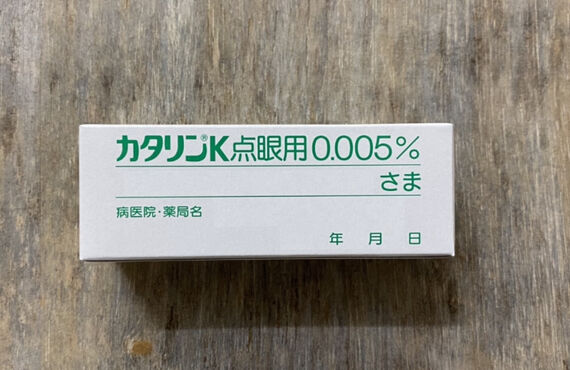 カタリン®K点眼用0.005%
さま
病医院・薬局名
年 月 日